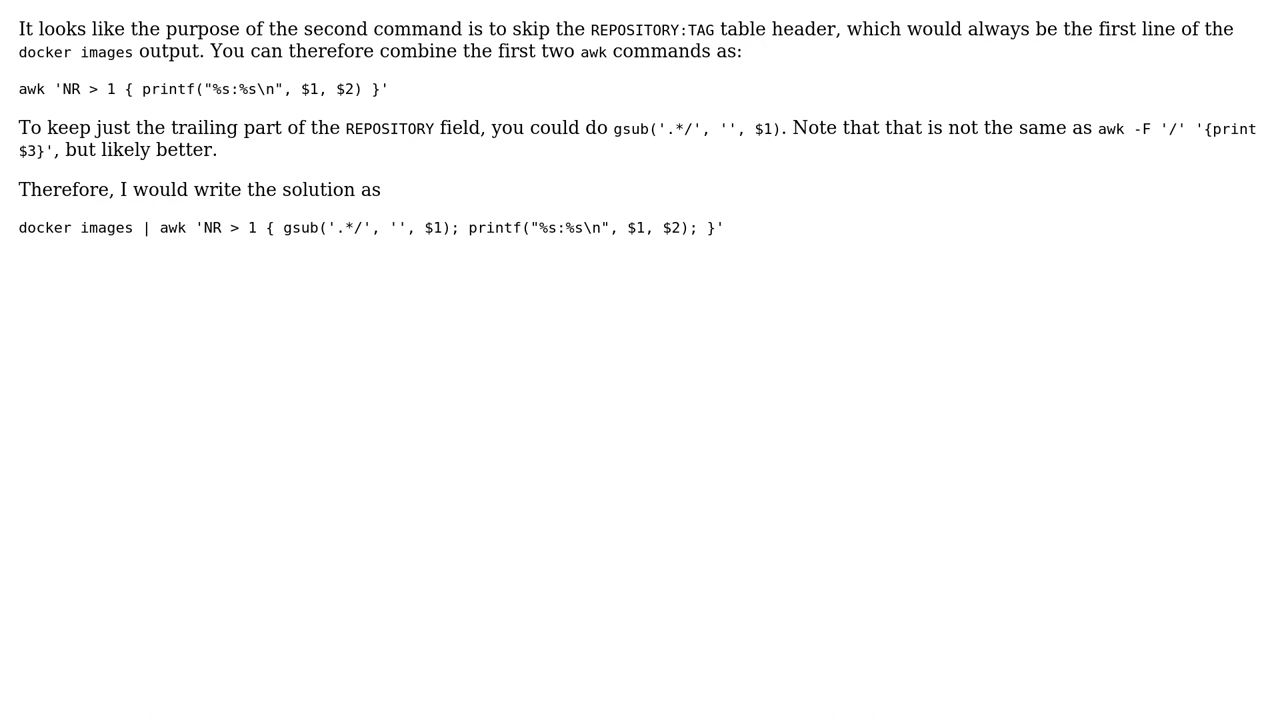 It looks like the purpose of the second command is to skip the REPOSITORY:TAG table header, which would always be the first line of the
docker images output. You can therefore combine the first two awk commands as:
awk 'NR > 1 { printf("%s:%s\n", $1, $2) }'
To keep just the trailing part of the REPOSITORY field, you could do gsub('.*/', '', $1). Note that that is not the same as awk -F '/' '{print
$3}', but likely better.
Therefore, I would write the solution as
docker images | awk 'NR > 1 { gsub('.*/', '', $1); printf("%s:%s\n", $1, $2); }'